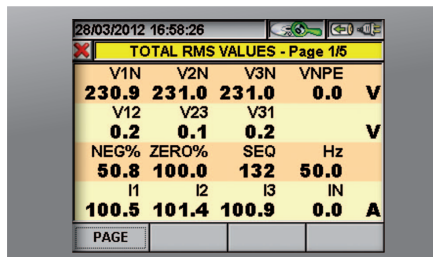 28/03/2012 16:58:26
TOTAL RMS VALUES - Page 1/5
V1N V2N V3N VNPE
230.9 231.0 231.0 0.0 V
V12 V23 V31
0.2 0.1 0.2 V
NEG% ZERO% SEQ Hz
50.8 100.0 132 50.0
I1 I2 I3 IN
100.5 101.4 100.9 0.0 A
PAGE